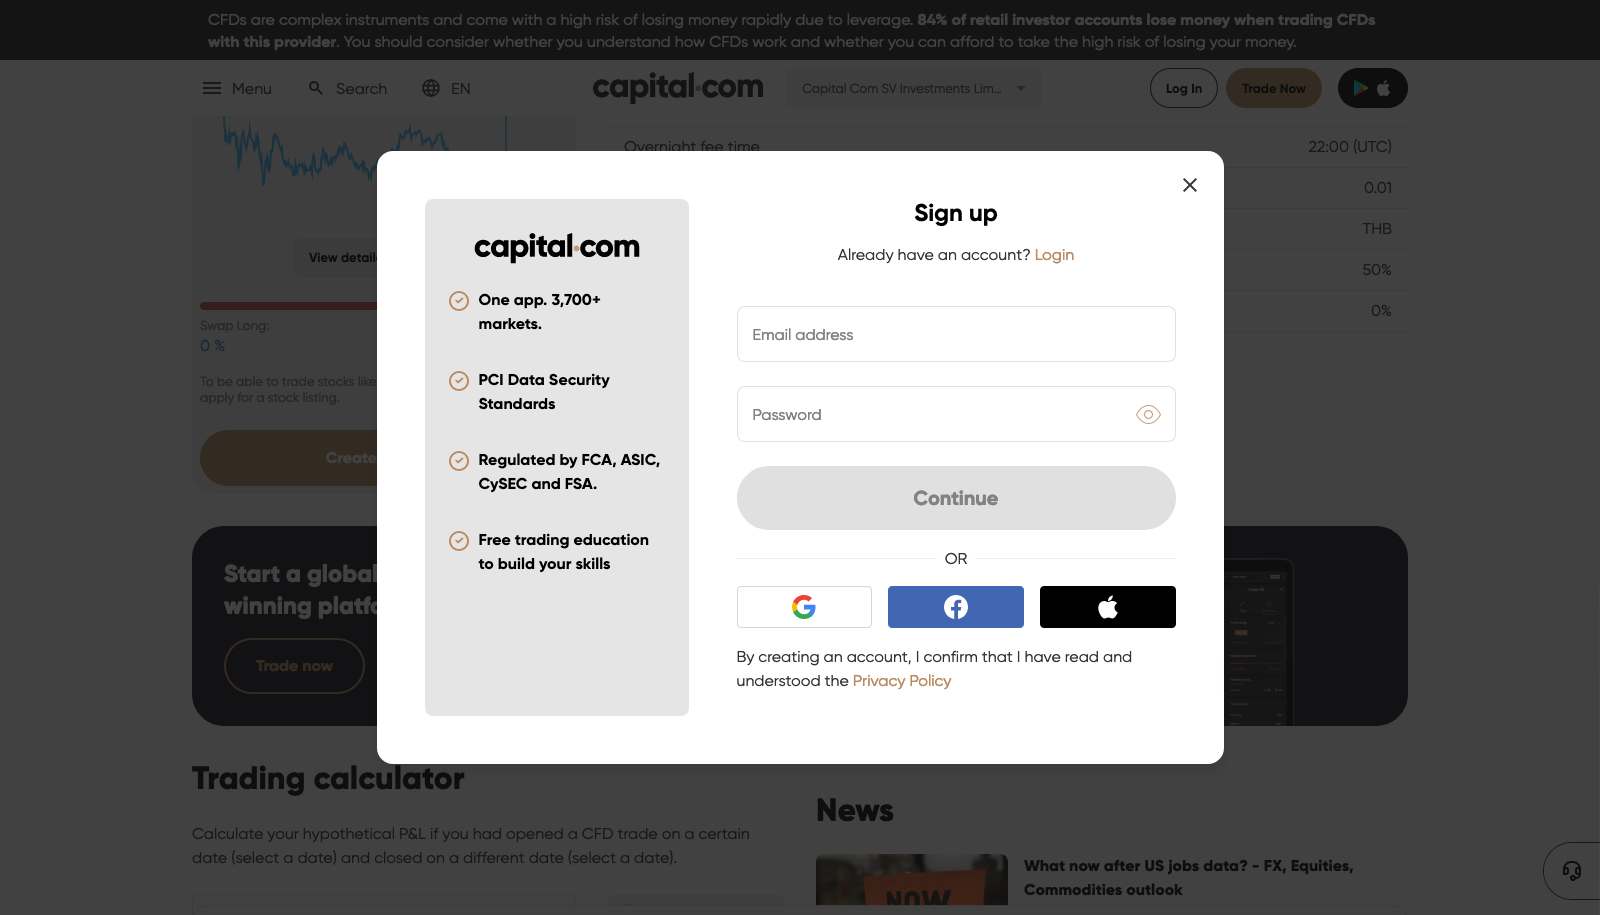 CFDs are complex instruments and come with a high risk of losing money rapidly due to leverage. 84% of retail investor accounts lose money when trading CFDs
with this provider. You should consider whether you understand how CFDs work and whether you can afford to take the high risk of losing your money.
Menu
Search
EN
capital.com
Capital Com SV Investments Lim...
Log In
Trade Now
Overnight fee time
22:00 (UTC)
0.01
THB
50%
0%
View detaile
Swap Long:
0 %
To be able to trade stocks like
apply for a stock listing.
Create
Start a global
winning platfo
Trade now
capital.com
One app. 3,700+
markets.
PCI Data Security
Standards
Regulated by FCA, ASIC,
CySEC and FSA.
Free trading education
to build your skills
Sign up
Already have an account? Login
Email address
Password
Continue
OR
By creating an account, I confirm that I have read and
understood the Privacy Policy
Trading calculator
Calculate your hypothetical P&L if you had opened a CFD trade on a certain
date (select a date) and closed on a different date (select a date).
News
NOW
What now after US jobs data? - FX, Equities,
Commodities outlook